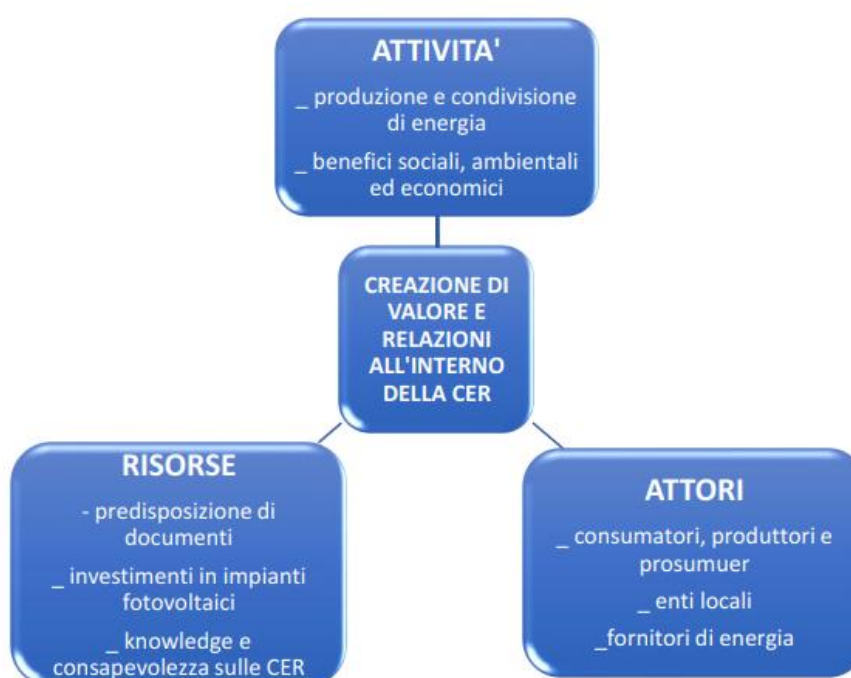 ATTIVITA'
_ produzione e condivisione
di energia
_ benefici sociali, ambientali
ed economici
CREAZIONE DI
VALORE E
RELAZIONI
ALL'INTERNO
DELLA CER
RISORSE
- predisposizione di
documenti
_ investimenti in impianti
fotovoltaici
_ knowledge e
consapevolezza sulle CER
ATTORI
_ consumatori, produttori e
prosumuer
_ enti locali
_fornitori di energia